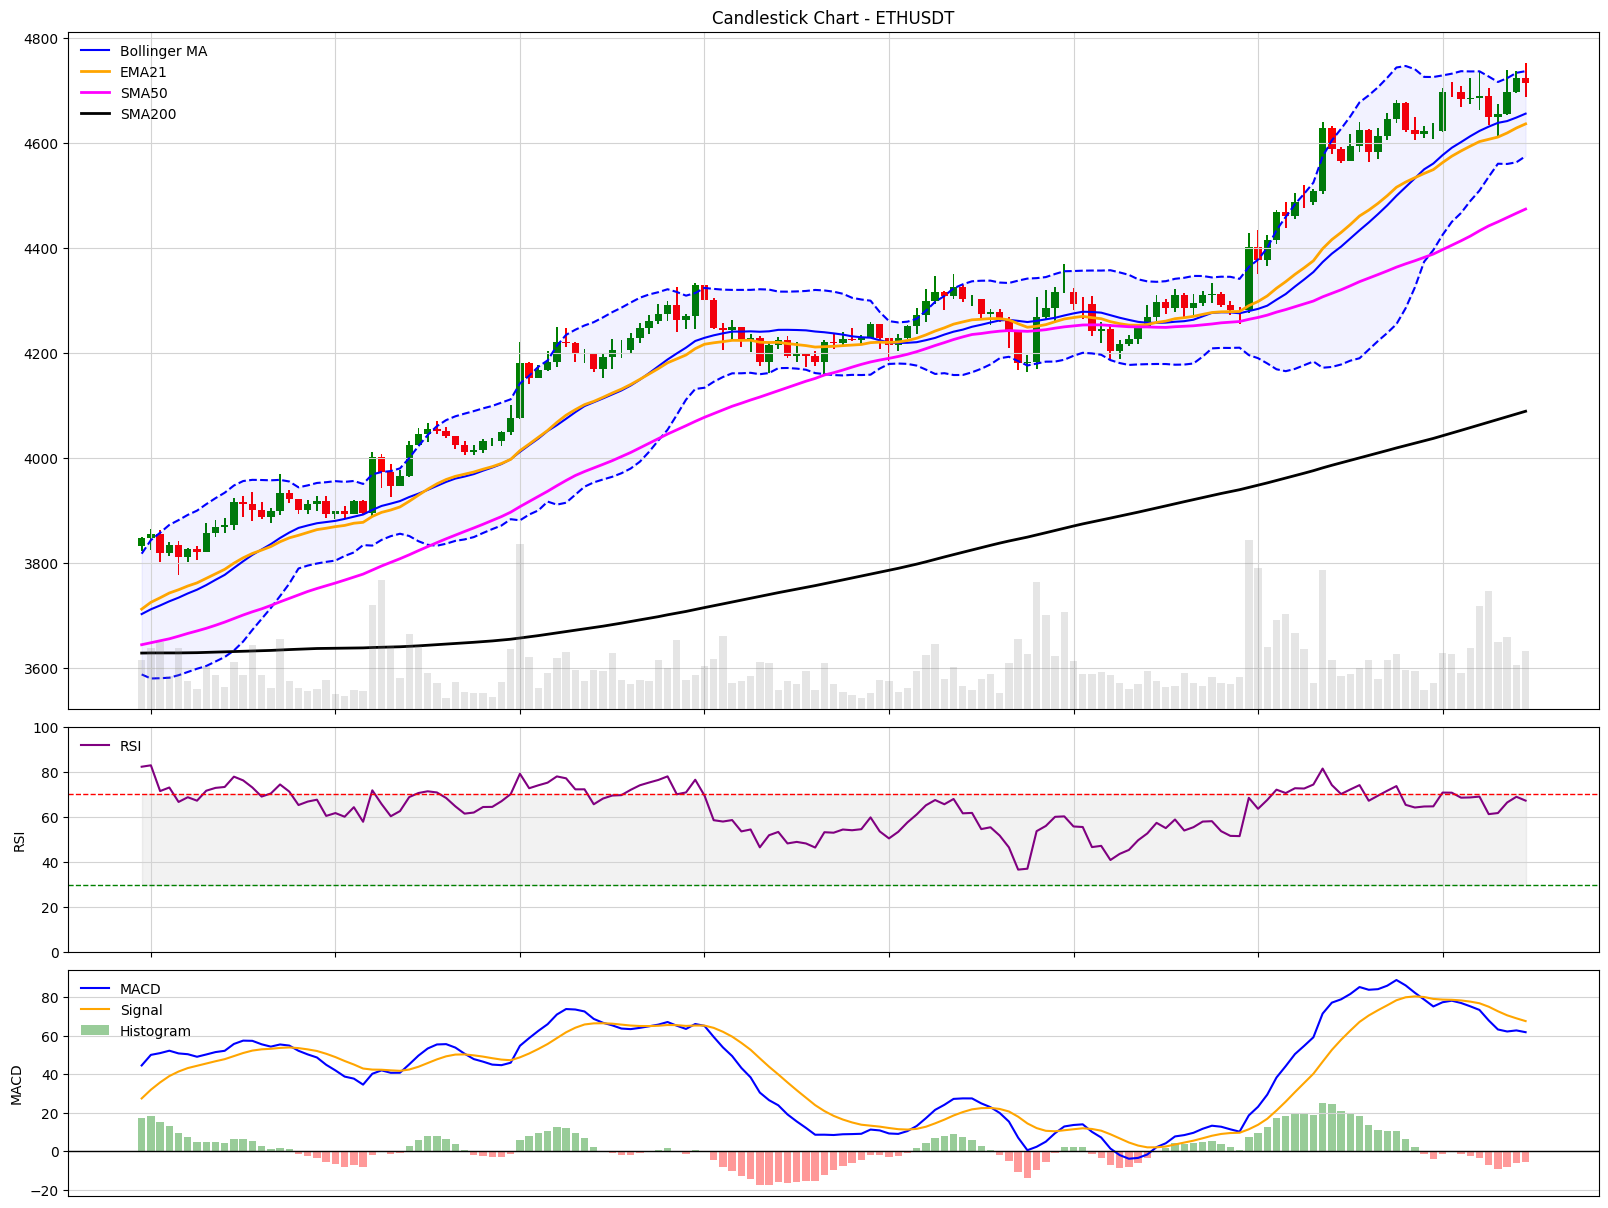 Candlestick Chart - ETHUSDT
4800
4600
4400
4200
4000
3800
3600
Bollinger MA
EMA21
SMA50
SMA200
100
80
60
40
20
0
RSI
RSI
80
60
40
20
0
−20
MACD
MACD
Signal
Histogram